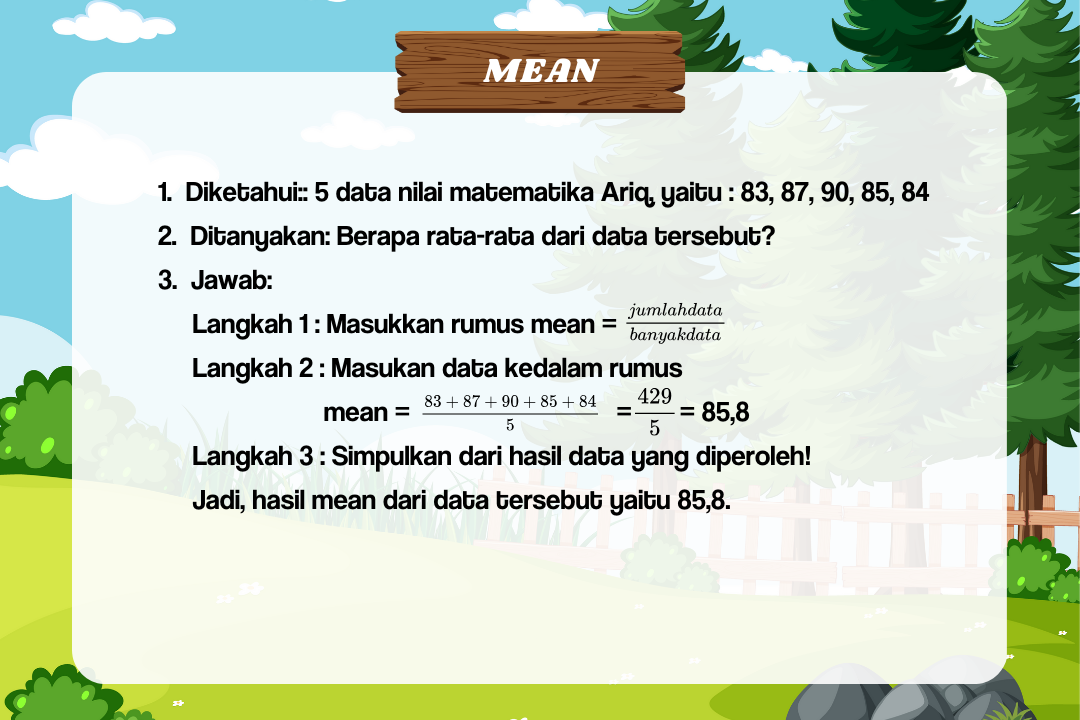 MEAN
1. Diketahui:: 5 data nilai matematika Ariq, yaitu : 83, 87, 90, 85, 84
2. Ditanyakan: Berapa rata-rata dari data tersebut?
3. Jawab:
Langkah 1 : Masukkan rumus mean = jumlahdata / banyakdata
Langkah 2 : Masukan data kedalam rumus
mean = 83 + 87 + 90 + 85 + 84 / 5 = 429 / 5 = 85,8
Langkah 3 : Simpulkan dari hasil data yang diperoleh!
Jadi, hasil mean dari data tersebut yaitu 85,8.